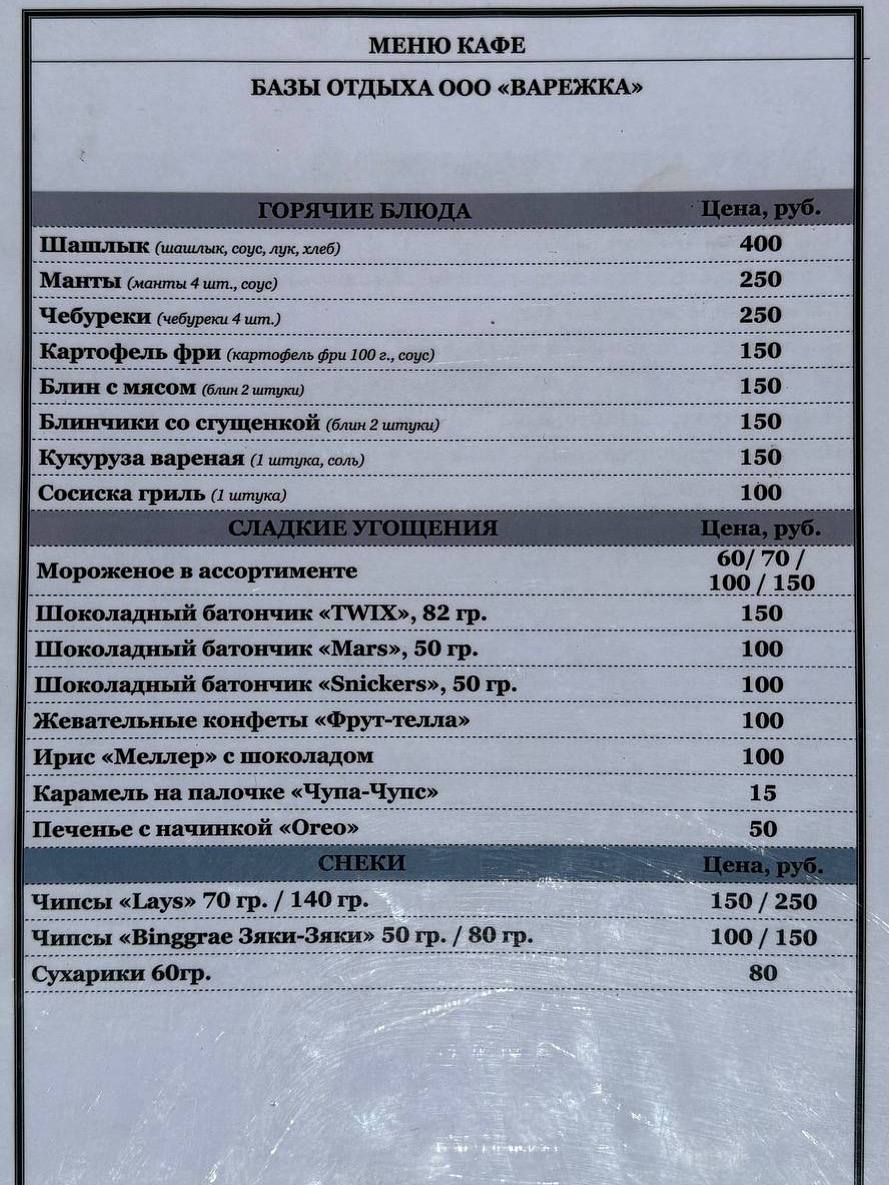 МЕНЮ КАФЕ
БАЗЫ ОТДЫХА ООО «ВАРЕЖКА»
ГОРЯЧИЕ БЛЮДА Цена, руб.
Шашлык (шашлык, соус, лук, хлеб) 400
Манты (манты 4 шт., соус) 250
Чебуреки (чебуреки 4 шт.) 250
Картофель фри (картофель фри 100 г., соус) 150
Блин с мясом (блин 2 штуки) 150
Блинчики со сгущенкой (блин 2 штуки) 150
Кукуруза вареная (1 штука, соль) 150
Сосиска гриль (1 штука) 100
СЛАДКИЕ УГОЩЕНИЯ Цена, руб.
Мороженое в ассортименте 60/ 70 /
100 / 150
Шоколадный батончик «TWIX», 82 гр. 150
Шоколадный батончик «Mars», 50 гр. 100
Шоколадный батончик «Snickers», 50 гр. 100
Жевательные конфеты «Фрут-телла» 100
Ирис «Меллер» с шоколадом 100
Карамель на палочке «Чупа-Чупс» 15
Печенье с начинкой «Oreo» 50
СНЕКИ Цена, руб.
Чипсы «Lays» 70 гр. / 140 гр. 150 / 250
Чипсы «Binggrae Зяки-Зяки» 50 гр. / 80 гр. 100 / 150
Сухарики 60гр. 80